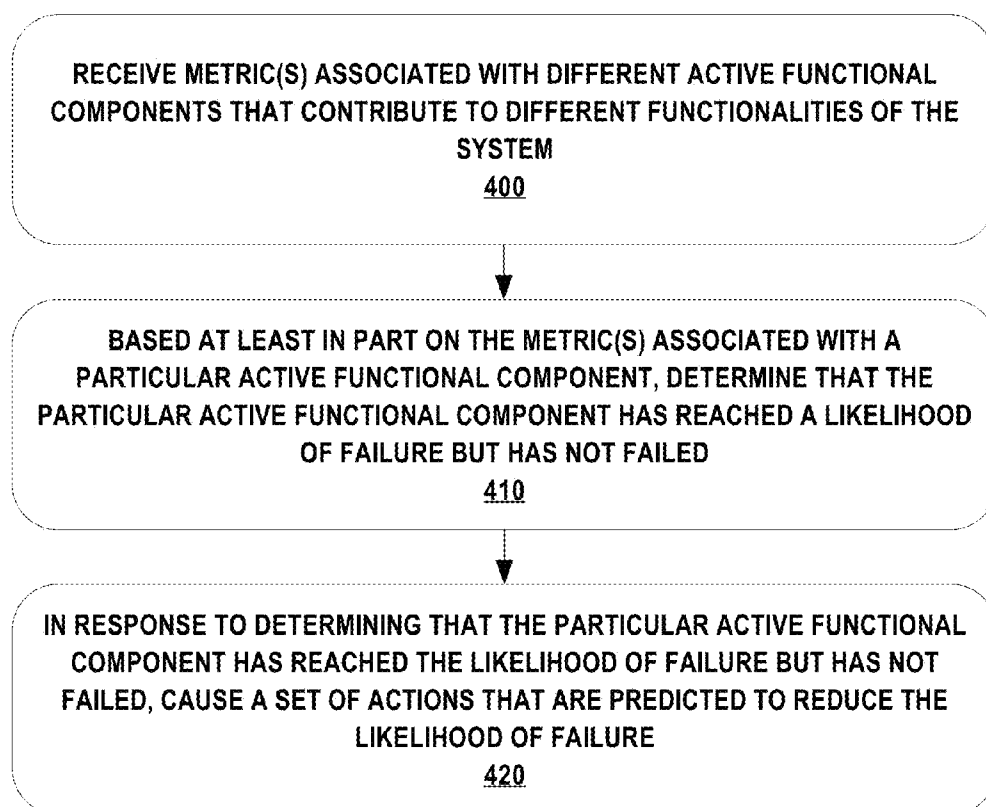 RECEIVE METRIC(S) ASSOCIATED WITH DIFFERENT ACTIVE FUNCTIONAL
COMPONENTS THAT CONTRIBUTE TO DIFFERENT FUNCTIONALITIES OF THE
SYSTEM
400
BASED AT LEAST IN PART ON THE METRIC(S) ASSOCIATED WITH A
PARTICULAR ACTIVE FUNCTIONAL COMPONENT, DETERMINE THAT THE
PARTICULAR ACTIVE FUNCTIONAL COMPONENT HAS REACHED A LIKELIHOOD
OF FAILURE BUT HAS NOT FAILED
410
IN RESPONSE TO DETERMINING THAT THE PARTICULAR ACTIVE FUNCTIONAL
COMPONENT HAS REACHED THE LIKELIHOOD OF FAILURE BUT HAS NOT
FAILED, CAUSE A SET OF ACTIONS THAT ARE PREDICTED TO REDUCE THE
LIKELIHOOD OF FAILURE
420